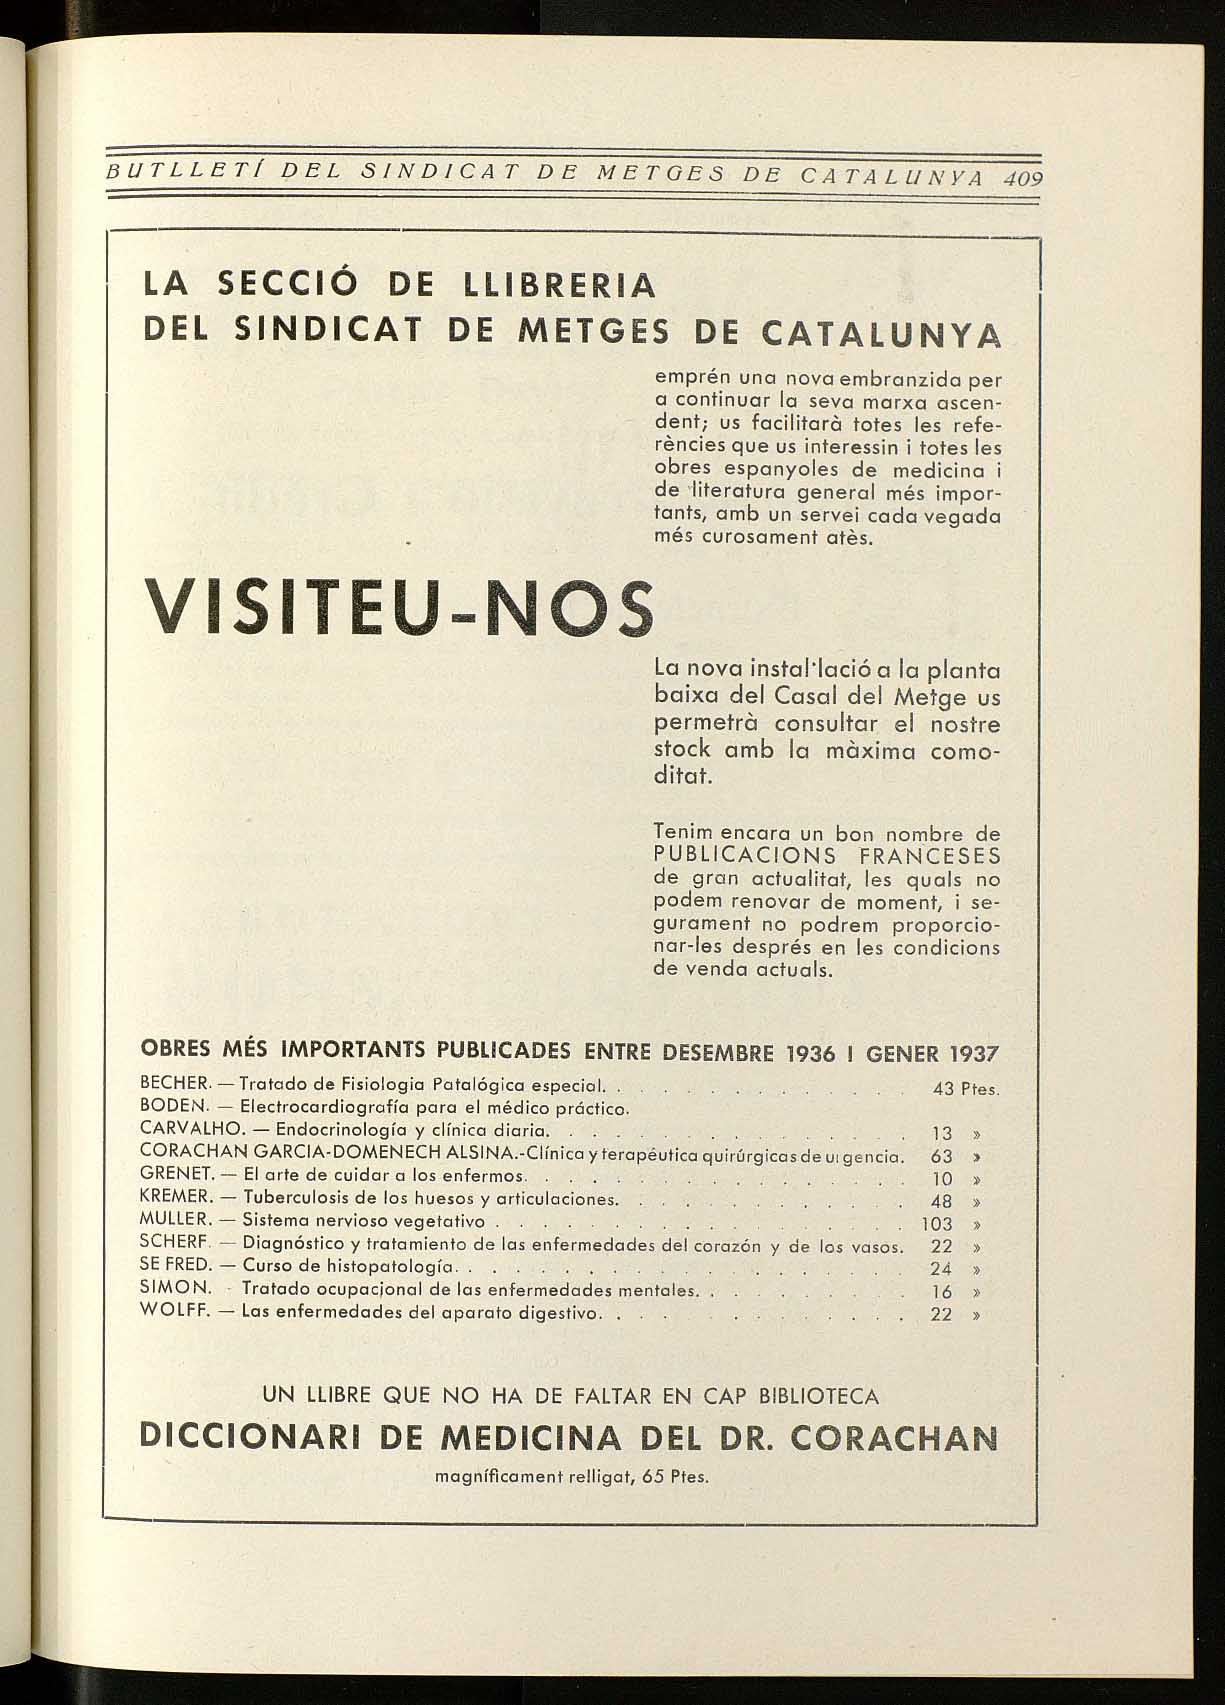 BUTLLETÍ DEL SINDICAT DE METGES DE CATALUNYA 409
LA SECCIÓ DE LLIBRERIA
DEL SINDICAT DE METGES DE CATALUNYA
emprén una nova embranzida per
a continuar la seva marxa ascen-
dent; us facilitarà totes les refe-
rències que us interessin i totes les
obres espanyoles de medicina i
de literatura general més impor-
tants, amb un servei cada vegada
més curosament atès.
VISITEU-NOS
La nova instal·lació a la planta
baixa del Casal del Metge us
permetrà consultar el nostre
stock amb la màxima como-
ditat.
Tenim encara un bon nombre de
PUBLICACIONS FRANCESES
de gran actualitat, les quals no
podem renovar de moment, i se-
gurament no podrem proporcio-
nar-les després en les condicions
de venda actuals.
OBRES MÉS IMPORTANTS PUBLICADES ENTRE DESEMBRE 1936 I GENER 1937
BECHER. — Tratado de Fisiologia Patalógica especial. . . . . . . . . . . . . 43 Ptes.
BODEN. — Electrocardiografía para el médico práctico.
CARVALHO. — Endocrinología y clínica diaria. . . . . . . . . . . . . . . 13 »
CORACHAN GARCIA-DOMENECH ALSINA.-Clínica y terapéutica quirúrgicas de urgencia. 63 »
GRENET. — El arte de cuidar a los enfermos. . . . . . . . . . . . . . . . 10 »
KREMER. — Tuberculosis de los huesos y articulaciones. . . . . . . . . . . . 48 »
MULLER. — Sistema nervioso vegetativo . . . . . . . . . . . . . . . . . 103 »
SCHERF. — Diagnóstico y tratamiento de las enfermedades del corazón y de los vasos. 22 »
SE FRED. — Curso de histopatología. . . . . . . . . . . . . . . . . . . 24 »
SIMON. - Tratado ocupacional de las enfermedades mentales. . . . . . . . . . 16 »
WOLFF. — Las enfermedades del aparato digestivo. . . . . . . . . . . . . 22 »
UN LLIBRE QUE NO HA DE FALTAR EN CAP BIBLIOTECA
DICCIONARI DE MEDICINA DEL DR. CORACHAN
magníficament relligat, 65 Ptes.